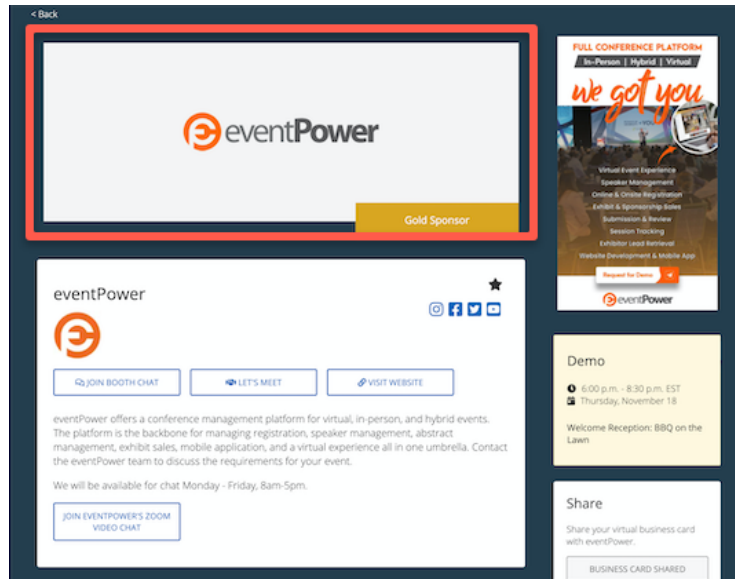 < Back
eventPower
Gold Sponsor
eventPower
JOIN BOOTH CHAT
LET'S MEET
VISIT WEBSITE
eventPower offers a conference management platform for virtual, in-person, and hybrid events.
The platform is the backbone for managing registration, speaker management, abstract
management, exhibit sales, mobile application, and a virtual experience all in one umbrella. Contact
the eventPower team to discuss the requirements for your event.
We will be available for chat Monday - Friday, 8am-5pm.
JOIN EVENTPOWER'S ZOOM
VIDEO CHAT
FULL CONFERENCE PLATFORM
In-Person | Hybrid | Virtual
we got you
Virtual Event Experience
Speaker Management
Online & Onsite Registration
Exhibit & Sponsorship Sales
Submission & Review
Session Tracking
Exhibitor Lead Retrieval
Website Development & Mobile App
Request for Demo
eventPower
Demo
6:00 p.m. - 8:30 p.m. EST
Thursday, November 18
Welcome Reception: BBQ on the
Lawn
Share
Share your virtual business card
with eventPower.
BUSINESS CARD SHARED